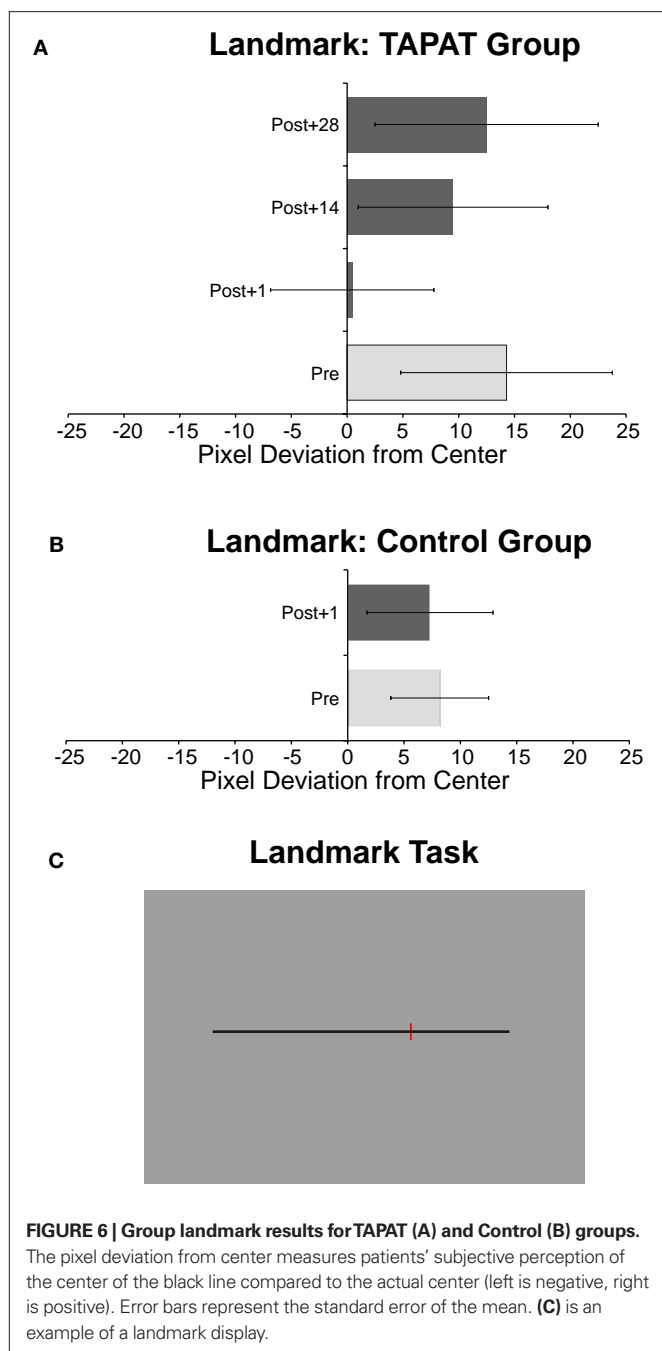 A
Landmark: TAPAT Group
Post+28
Post+14
Post+1
Pre
-25 -20 -15 -10 -5 0 5 10 15 20 25
Pixel Deviation from Center
B
Landmark: Control Group
Post+1
Pre
-25 -20 -15 -10 -5 0 5 10 15 20 25
Pixel Deviation from Center
C
Landmark Task
FIGURE 6 | Group landmark results for TAPAT (A) and Control (B) groups.
The pixel deviation from center measures patients’ subjective perception of
the center of the black line compared to the actual center (left is negative, right
is positive). Error bars represent the standard error of the mean. (C) is an
example of a landmark display.